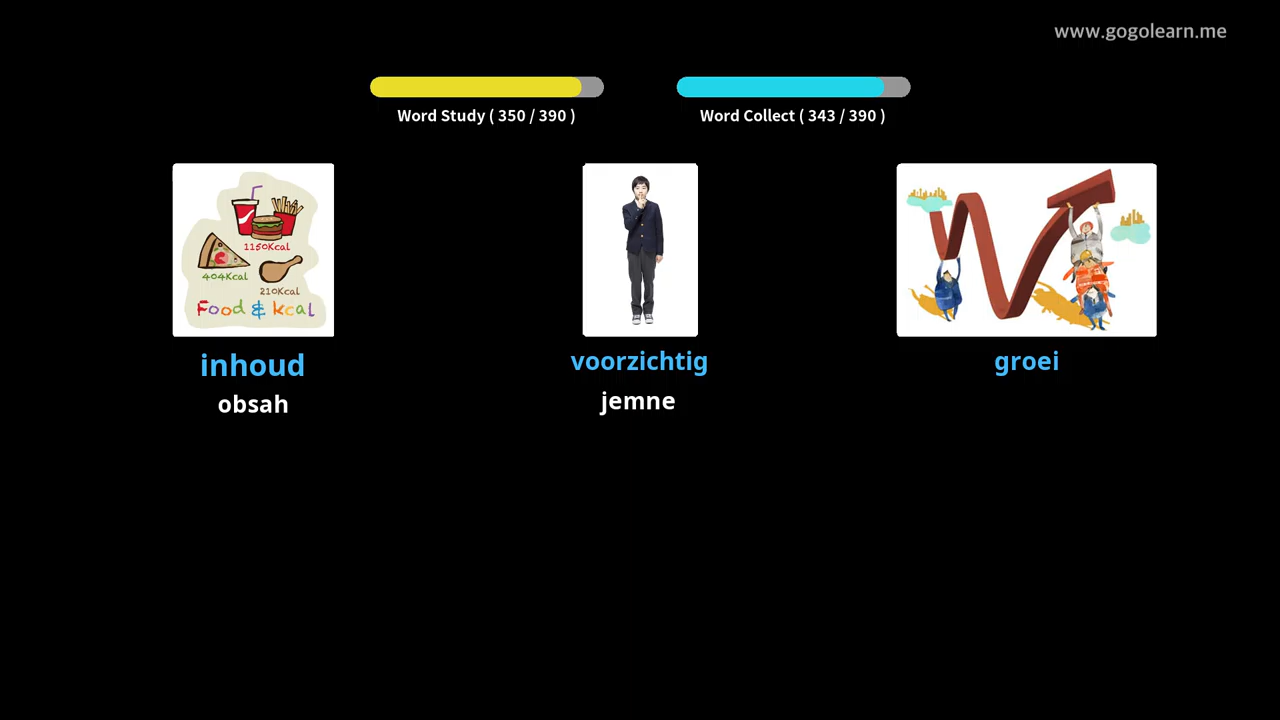 www.gogolearn.me
Word Study ( 350 / 390 )
Word Collect ( 343 / 390 )
1150Kcal
404Kcal
210Kcal
Food & kcal
inhoud
voorzichtig
groei
obsah
jemne